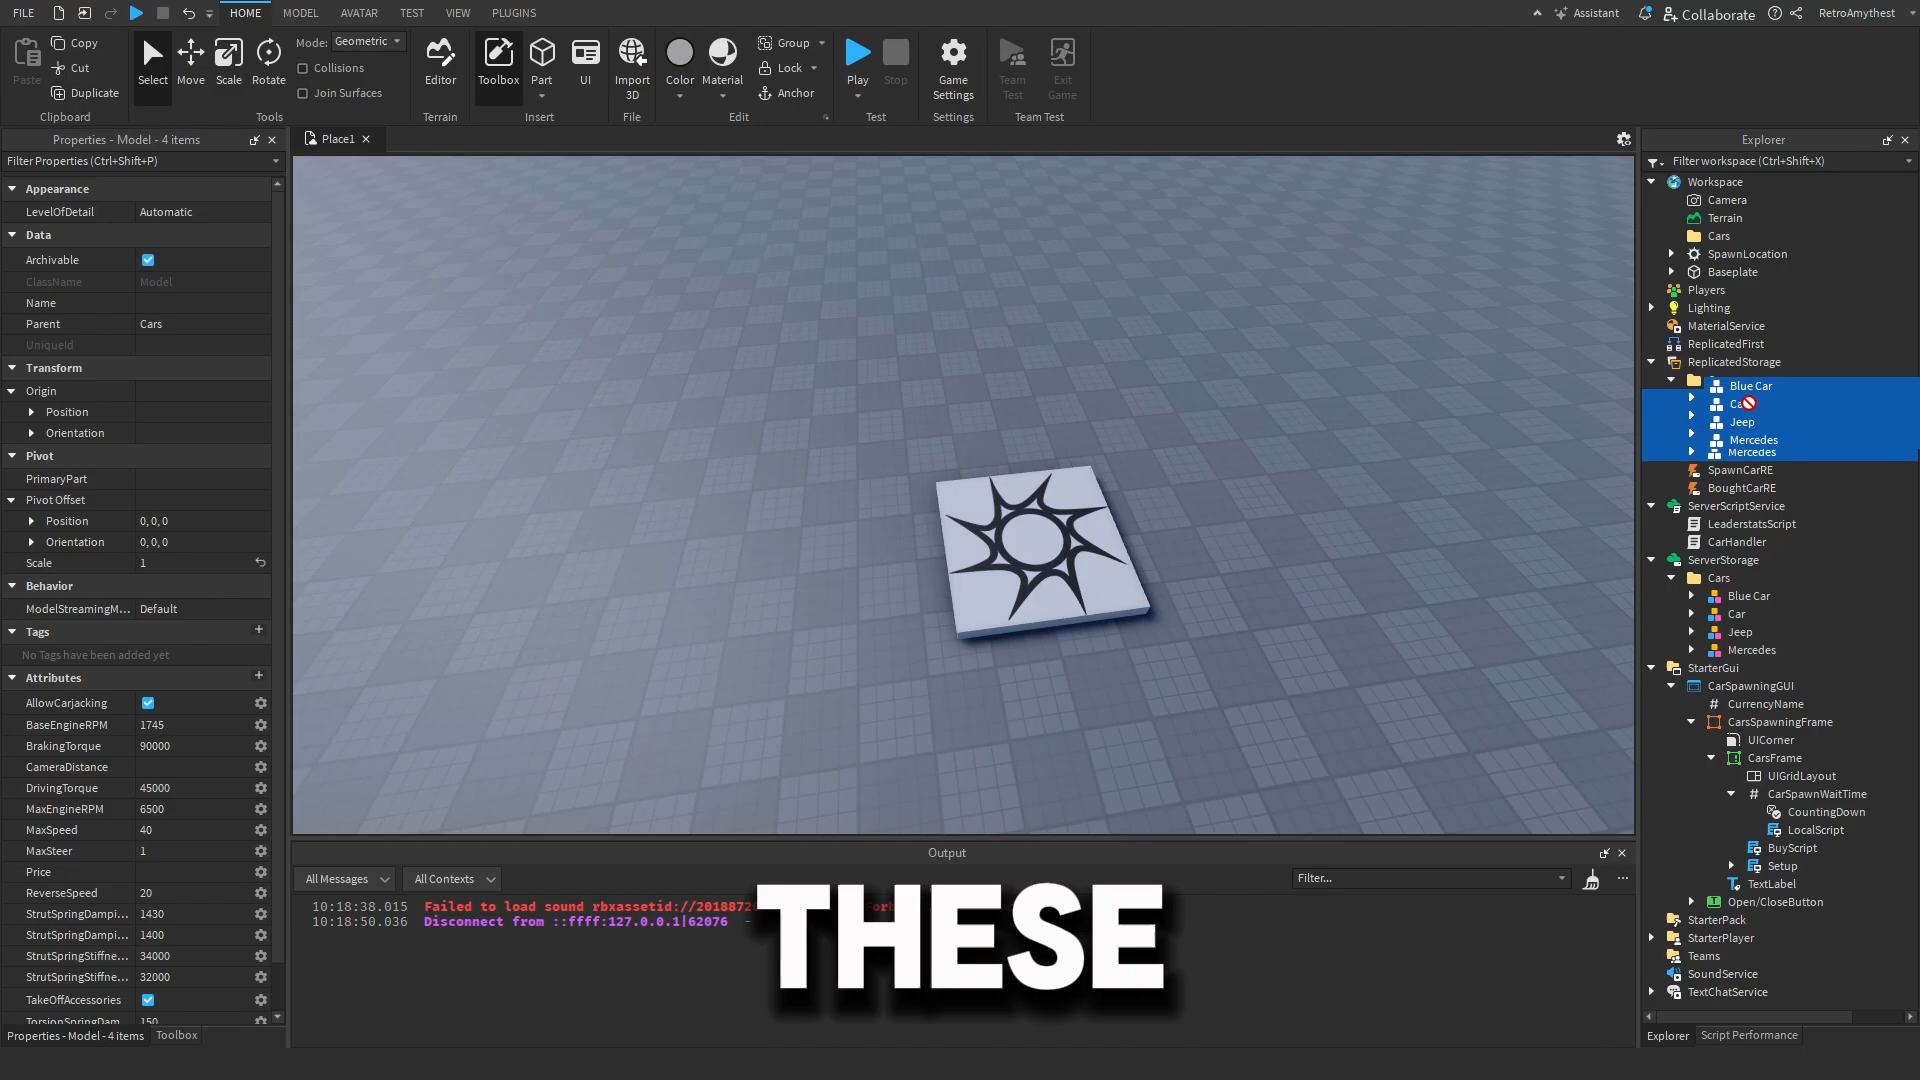 FILE
HOME
MODEL
AVATAR
TEST
VIEW
PLUGINS
Assistant
Collaborate
RetroAmythest
Paste
Copy
Cut
Duplicate
Clipboard
Select
Move
Scale
Rotate
Mode: Geometric
Collisions
Join Surfaces
Tools
Editor
Terrain
Toolbox
Part
UI
Insert
Import
3D
File
Color
Material
Group
Lock
Anchor
Edit
Play
Stop
Test
Game
Settings
Settings
Team
Test
Exit
Game
Team Test
Properties - Model - 4 items
Filter Properties (Ctrl+Shift+P)
Appearance
LevelOfDetail Automatic
Data
Archivable
ClassName Model
Name
Parent Cars
UniqueId
Transform
Origin
Position
Orientation
Pivot
PrimaryPart
Pivot Offset
Position 0, 0, 0
Orientation 0, 0, 0
Scale 1
Behavior
ModelStreamingM... Default
Tags
No Tags have been added yet
Attributes
AllowCarjacking
BaseEngineRPM 1745
BrakingTorque 90000
CameraDistance
DrivingTorque 45000
MaxEngineRPM 6500
MaxSpeed 40
MaxSteer 1
Price
ReverseSpeed 20
StrutSpringDampi... 1430
StrutSpringDampi... 1400
StrutSpringStiffne... 34000
StrutSpringStiffne... 32000
TakeOffAccessories
TorsionSpringDam 150
Properties - Model - 4 items
Toolbox
Place1
Output
All Messages
All Contexts
Filter...
10:18:38.015 Failed to load sound rbxassetid://20188720
10:18:50.036 Disconnect from ::ffff:127.0.0.1|62076 -
THESE
Explorer
Filter workspace (Ctrl+Shift+X)
Workspace
Camera
Terrain
Cars
SpawnLocation
Baseplate
Players
Lighting
MaterialService
ReplicatedFirst
ReplicatedStorage
Blue Car
Jeep
Mercedes
Mercedes
SpawnCarRE
BoughtCarRE
ServerScriptService
LeaderstatsScript
CarHandler
ServerStorage
Cars
Blue Car
Car
Jeep
Mercedes
StarterGui
CarSpawningGUI
CurrencyName
CarsSpawningFrame
UICorner
CarsFrame
UIGridLayout
CarSpawnWaitTime
CountingDown
LocalScript
BuyScript
Setup
TextLabel
Open/CloseButton
StarterPack
StarterPlayer
Teams
SoundService
TextChatService
Explorer
Script Performance